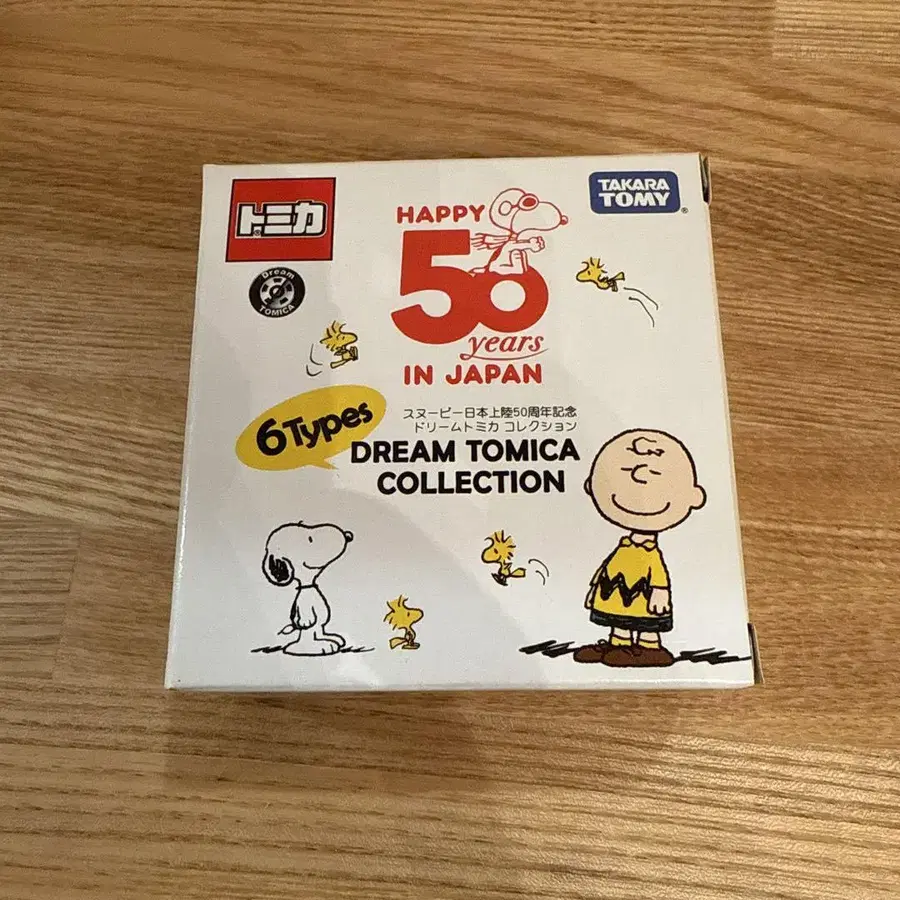 トミカ
Dream
TOMICA
HAPPY
50
years
IN JAPAN
TAKARA
TOMY
6Types
スヌーピー日本上陸50周年記念
ドリームトミカ コレクション
DREAM TOMICA
COLLECTION